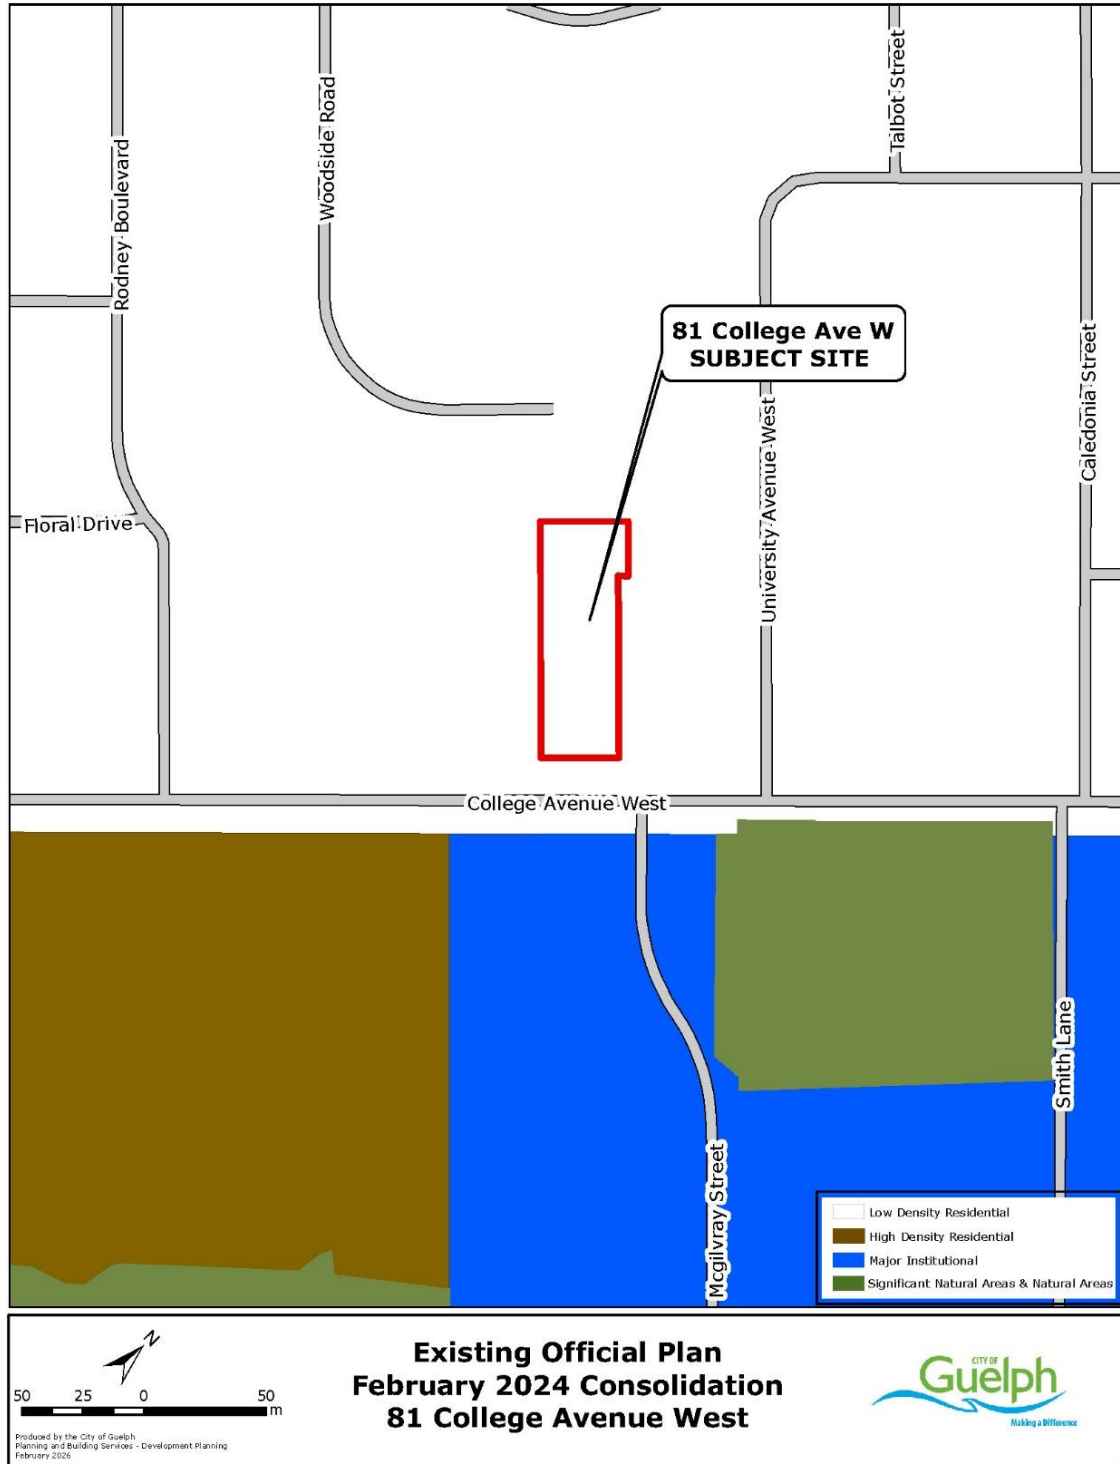 Rodney Boulevard
Woodside Road
Talbot Street
81 College Ave W
SUBJECT SITE
Caledonia Street
University Avenue West
Floral Drive
College Avenue West
Mcgilvray Street
Smith Lane
Low Density Residential
High Density Residential
Major Institutional
Significant Natural Areas & Natural Areas
N
50 25 0 50
m
Produced by the City of Guelph
Planning and Building Services - Development Planning
February 2026
Existing Official Plan
February 2024 Consolidation
81 College Avenue West
CITY OF
Guelph
Making a Difference